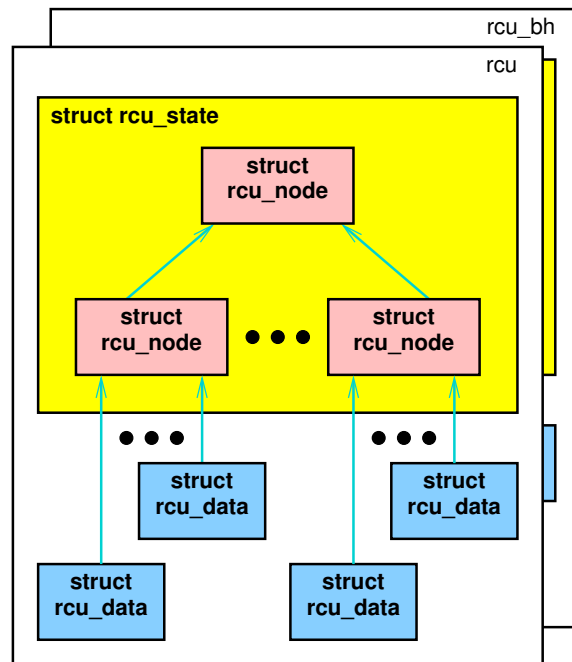 rcu_bh
rcu
struct rcu_state
struct
rcu_node
struct
rcu_node
struct
rcu_node
struct
rcu_data
struct
rcu_data
struct
rcu_data
struct
rcu_data